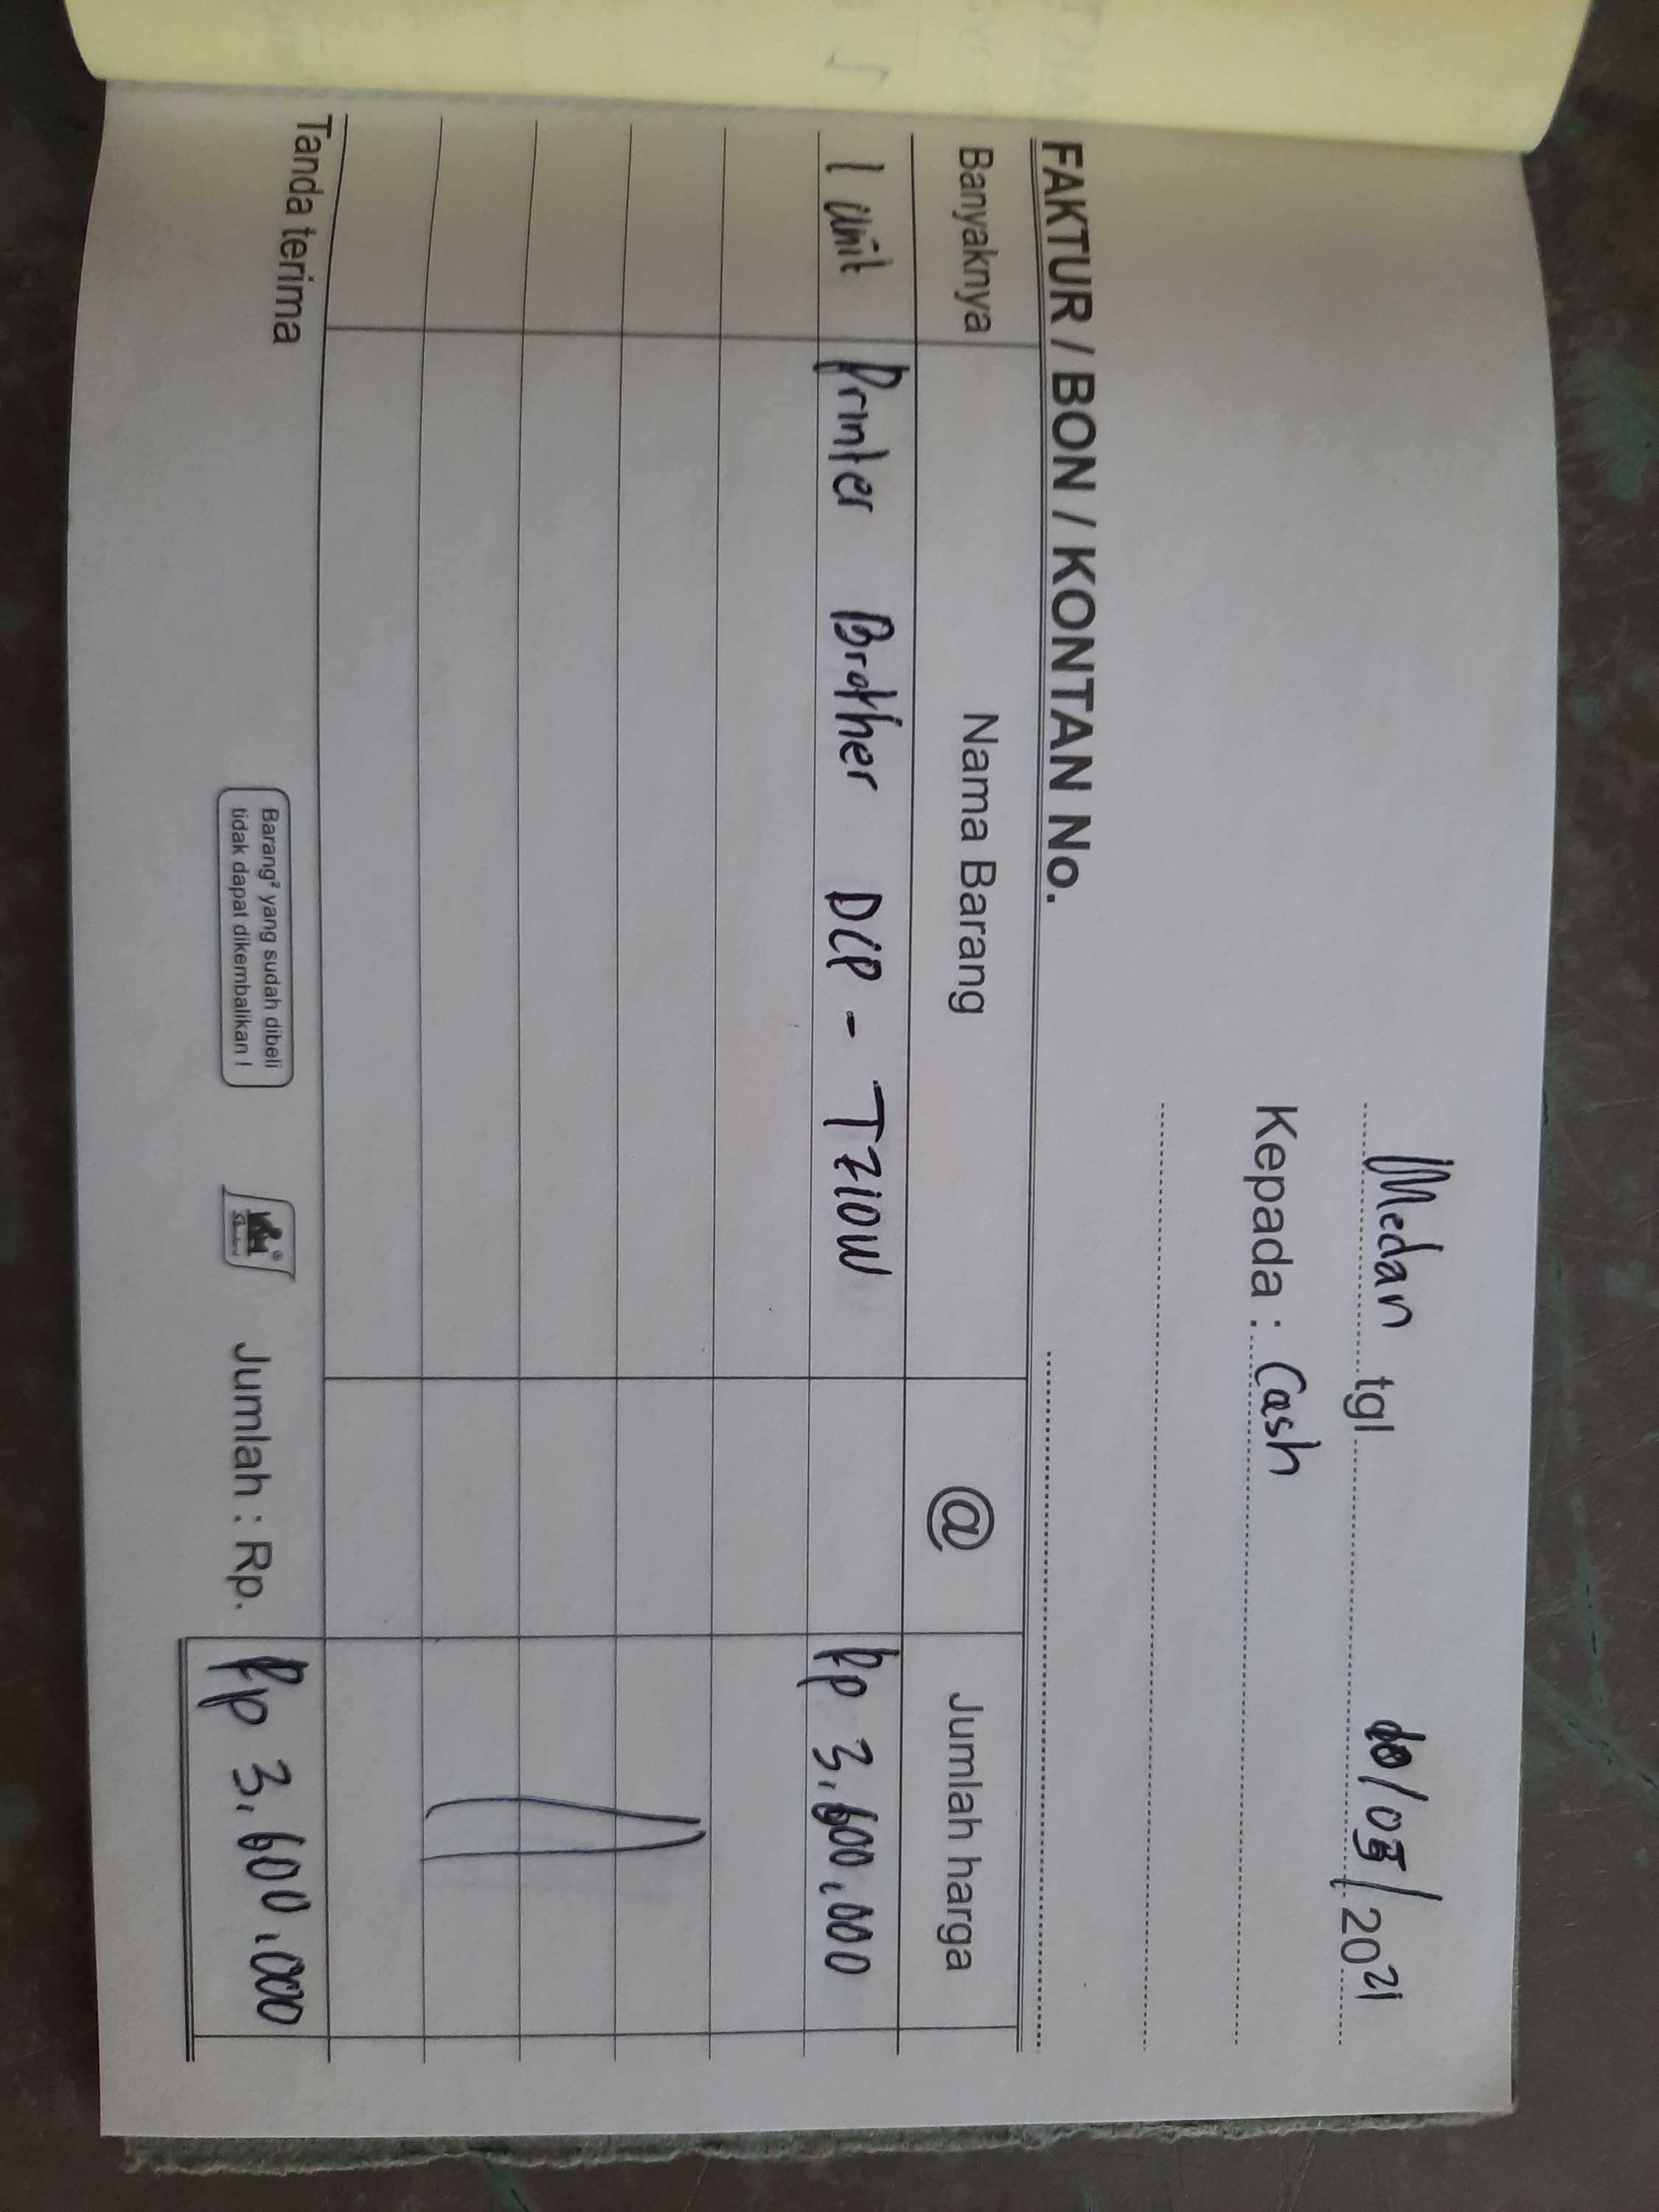 Medan tgl /05/2021
Kepada : Cash
FAKTUR / BON / KONTAN No.
Banyaknya Nama Barang @ Jumlah harga
1 unit Printer Brother DCP - T710W Rp 3.600.000
Tanda terima
Barang² yang sudah dibeli
tidak dapat dikembalikan !
Jumlah : Rp. Rp 3.600.000